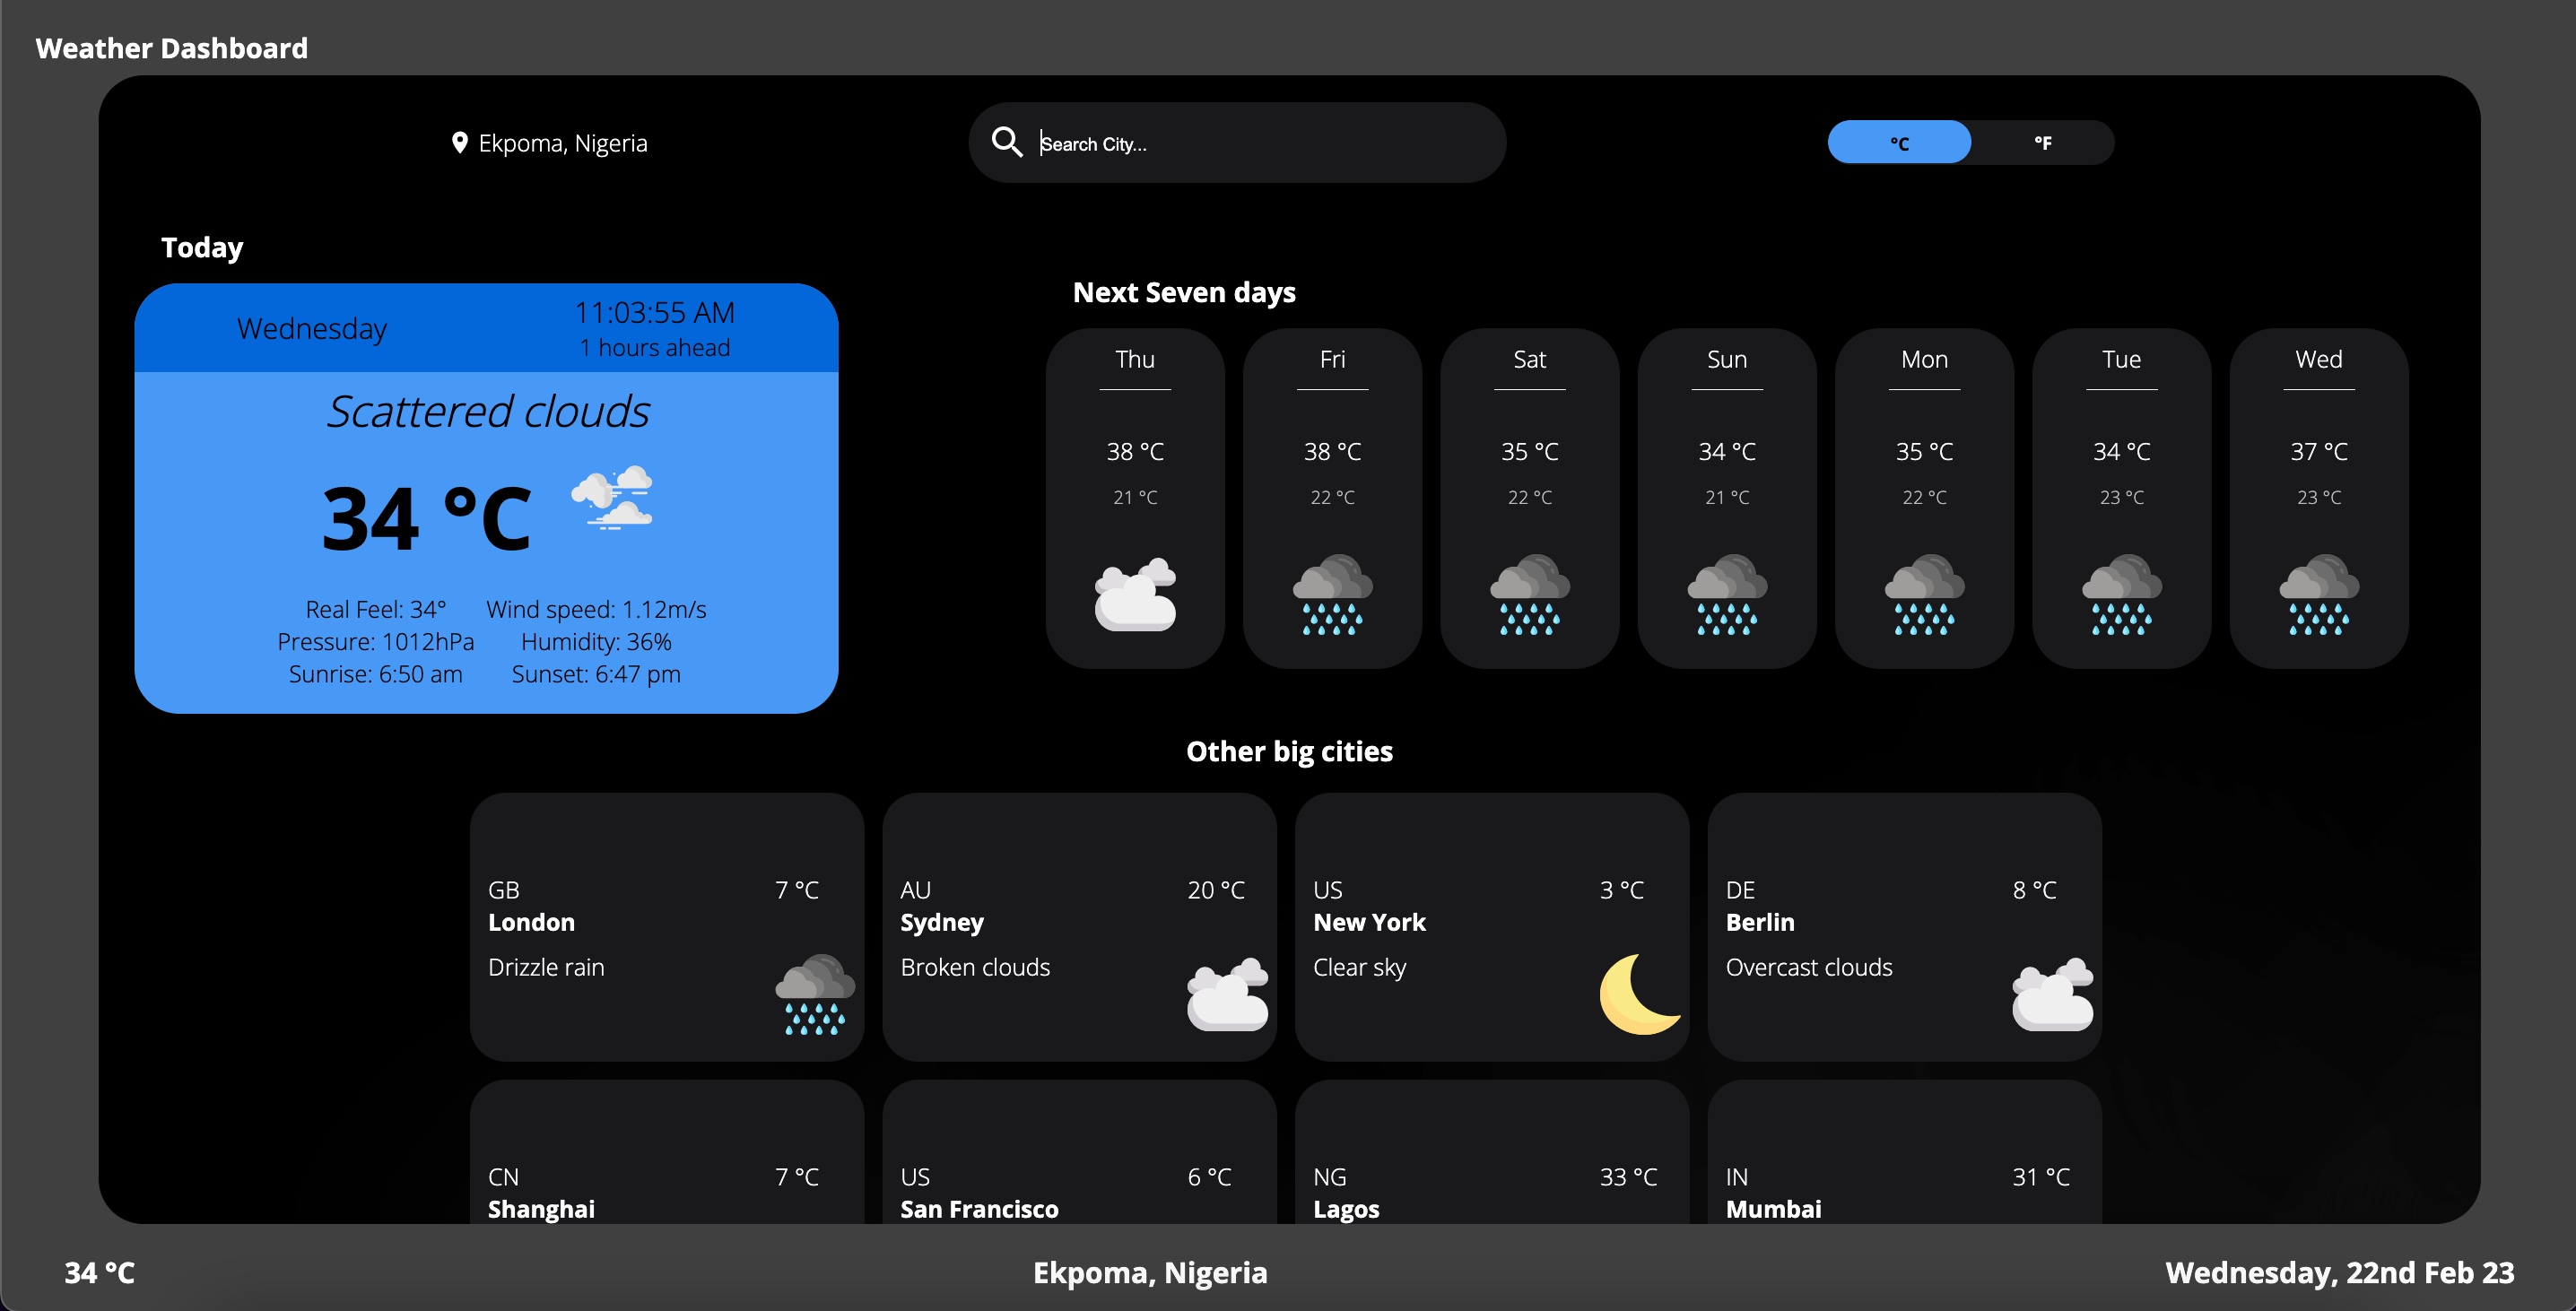 Weather Dashboard
Ekpoma, Nigeria
Search City...
°C
°F
Today
Wednesday
11:03:55 AM
1 hours ahead
Scattered clouds
34 °C
Real Feel: 34°
Wind speed: 1.12m/s
Pressure: 1012hPa
Humidity: 36%
Sunrise: 6:50 am
Sunset: 6:47 pm
Next Seven days
Thu
38 °C
21 °C
Fri
38 °C
22 °C
Sat
35 °C
22 °C
Sun
34 °C
21 °C
Mon
35 °C
22 °C
Tue
34 °C
23 °C
Wed
37 °C
23 °C
Other big cities
GB
7 °C
London
Drizzle rain
AU
20 °C
Sydney
Broken clouds
US
3 °C
New York
Clear sky
DE
8 °C
Berlin
Overcast clouds
CN
7 °C
Shanghai
US
6 °C
San Francisco
NG
33 °C
Lagos
IN
31 °C
Mumbai
34 °C
Ekpoma, Nigeria
Wednesday, 22nd Feb 23